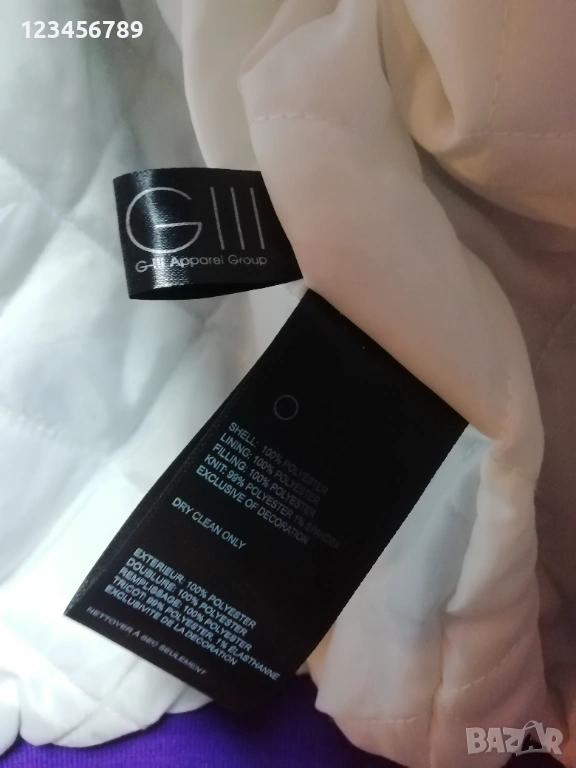 123456789
GIII
G-III Apparel Group
SHELL: 100% POLYESTER
LINING: 100% POLYESTER
FILLING: 100% POLYESTER
KNIT: 99% POLYESTER 1% SPANDEX
EXCLUSIVE OF DECORATION
DRY CLEAN ONLY
EXTERIEUR: 100% POLYESTER
DOUBLURE: 100% POLYESTER
REMPLISSAGE: 100% POLYESTER
TRICOT: 99% POLYESTER, 1% ÉLASTHANNE
EXCLUSIVITE DE LA DECORATION
NETTOYER A SEC SEULEMENT
BAZAR